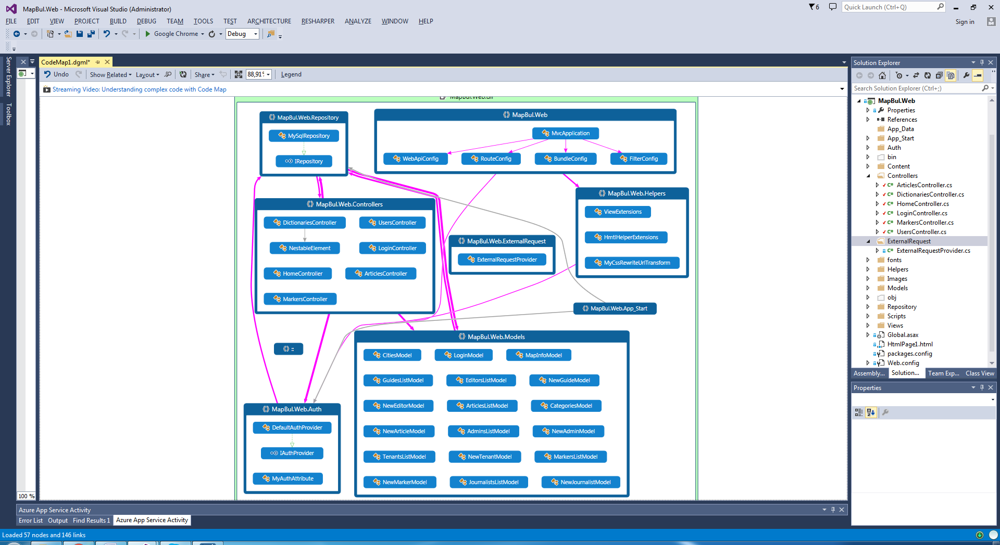 MapBul.Web - Microsoft Visual Studio (Administrator)
6
Quick Launch (Ctrl+Q)
FILE EDIT VIEW PROJECT BUILD DEBUG TEAM TOOLS TEST ARCHITECTURE RESHARPER ANALYZE WINDOW HELP
Sign in
Google Chrome
Debug
Server Explorer
Toolbox
CodeMap1.dgml*
Undo
Show Related
Layout
Share
88,91%
Legend
Streaming Video: Understanding complex code with Code Map
MapBul.Web.dll
MapBul.Web.Repository
MySqlRepository
IRepository
MapBul.Web
MvcApplication
WebApiConfig
RouteConfig
BundleConfig
FilterConfig
MapBul.Web.Controllers
DictionariesController
UsersController
NestableElement
LoginController
HomeController
ArticlesController
MarkersController
MapBul.Web.ExternalRequest
ExternalRequestProvider
MapBul.Web.Helpers
ViewExtensions
HmtlHelperExtensions
MyCssRewriteUrlTransform
MapBul.Web.App_Start
::
MapBul.Web.Auth
DefaultAuthProvider
IAuthProvider
MyAuthAttribute
MapBul.Web.Models
CitiesModel
LoginModel
MapInfoModel
GuidesListModel
EditorsListModel
NewGuideModel
NewEditorModel
ArticlesListModel
CategoriesModel
NewArticleModel
AdminsListModel
NewAdminModel
TenantsListModel
NewTenantModel
MarkersListModel
NewMarkerModel
JournalistsListModel
NewJournalistModel
100 %
Solution Explorer
Search Solution Explorer (Ctrl+;)
MapBul.Web
Properties
References
App_Data
App_Start
Auth
bin
Content
Controllers
C# ArticlesController.cs
C# DictionariesController.cs
C# HomeController.cs
C# LoginController.cs
C# MarkersController.cs
C# UsersController.cs
ExternalRequest
C# ExternalRequestProvider.cs
fonts
Helpers
Images
Models
obj
Repository
Scripts
Views
Global.asax
HtmlPage1.html
packages.config
Web.config
Assembly... Solution... Team Exp... Class View
Properties
Azure App Service Activity
Error List Output Find Results 1 Azure App Service Activity
Loaded 57 nodes and 146 links